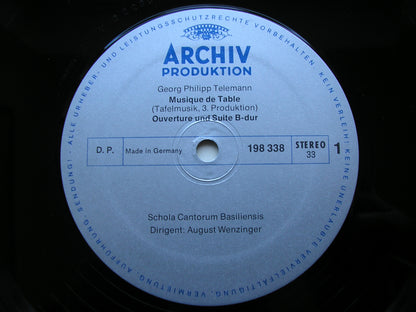 ALLE URHEBER- UND LEISTUNGSSCHUTZRECHTE VORBEHALTEN · KEIN VERLEIH! KEINE UNERLAUBTE VERVIELFÄLTIGUNG, VERMIETUNG, AUFFÜHRUNG, SENDUNG!
ARCHIV
PRODUKTION
Georg Philipp Telemann
Musique de Table
(Tafelmusik, 3. Produktion)
Ouverture und Suite B-dur
D. P. Made in Germany 198 338 STEREO 1
33
Schola Cantorum Basiliensis
Dirigent: August Wenzinger